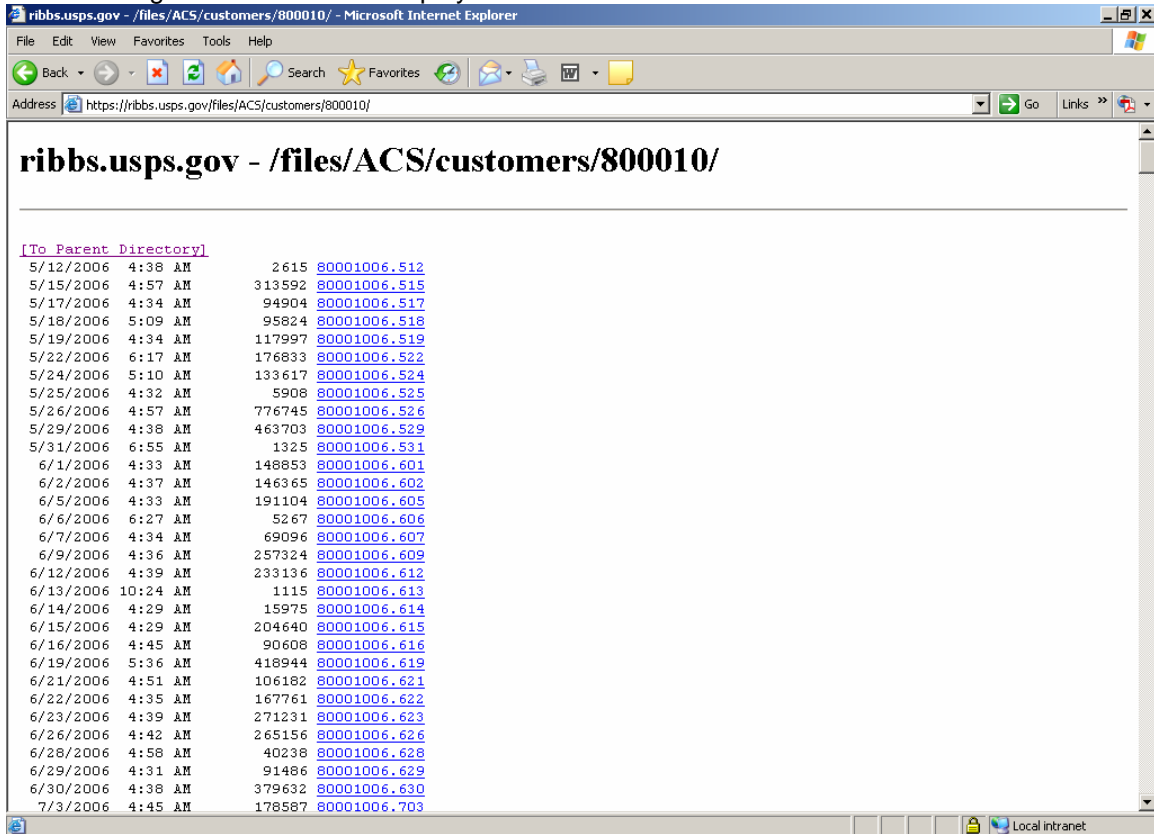 ribbs.usps.gov - /files/ACS/customers/800010/ - Microsoft Internet Explorer
File Edit View Favorites Tools Help
Back Search Favorites
Address https://ribbs.usps.gov/files/ACS/customers/800010/ Go Links »
ribbs.usps.gov - /files/ACS/customers/800010/
[To Parent Directory]
5/12/2006 4:38 AM 2615 80001006.512
5/15/2006 4:57 AM 313592 80001006.515
5/17/2006 4:34 AM 94904 80001006.517
5/18/2006 5:09 AM 95824 80001006.518
5/19/2006 4:34 AM 117997 80001006.519
5/22/2006 6:17 AM 176833 80001006.522
5/24/2006 5:10 AM 133617 80001006.524
5/25/2006 4:32 AM 5908 80001006.525
5/26/2006 4:57 AM 776745 80001006.526
5/29/2006 4:38 AM 463703 80001006.529
5/31/2006 6:55 AM 1325 80001006.531
6/1/2006 4:33 AM 148853 80001006.601
6/2/2006 4:37 AM 146365 80001006.602
6/5/2006 4:33 AM 191104 80001006.605
6/6/2006 6:27 AM 5267 80001006.606
6/7/2006 4:34 AM 69096 80001006.607
6/9/2006 4:36 AM 257324 80001006.609
6/12/2006 4:39 AM 233136 80001006.612
6/13/2006 10:24 AM 1115 80001006.613
6/14/2006 4:29 AM 15975 80001006.614
6/15/2006 4:29 AM 204640 80001006.615
6/16/2006 4:45 AM 90608 80001006.616
6/19/2006 5:36 AM 418944 80001006.619
6/21/2006 4:51 AM 106182 80001006.621
6/22/2006 4:35 AM 167761 80001006.622
6/23/2006 4:39 AM 271231 80001006.623
6/26/2006 4:42 AM 265156 80001006.626
6/28/2006 4:58 AM 40238 80001006.628
6/29/2006 4:31 AM 91486 80001006.629
6/30/2006 4:38 AM 379632 80001006.630
7/3/2006 4:45 AM 178587 80001006.703
Local intranet